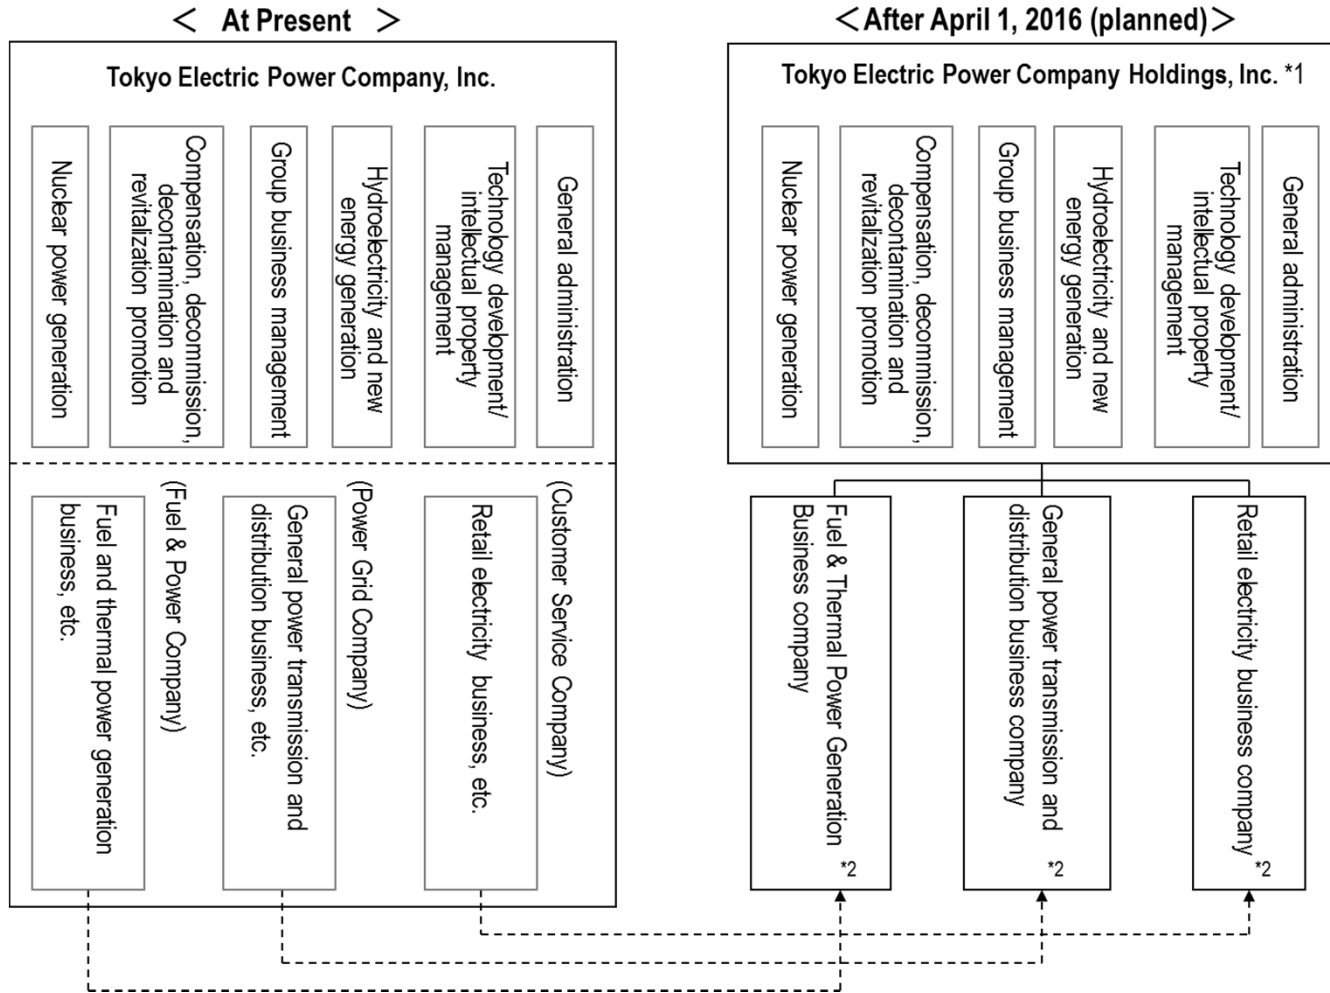 ＜ At Present ＞
Tokyo Electric Power Company, Inc.
Nuclear power generation
Compensation, decommission,
decontamination and
revitalization promotion
Group business management
Hydroelectricity and new
energy generation
Technology development/
intellectual property
management
General administration
Fuel and thermal power generation
business, etc.
(Fuel & Power Company)
General power transmission and
distribution business, etc.
(Power Grid Company)
Retail electricity business, etc.
(Customer Service Company)
＜After April 1, 2016 (planned)＞
Tokyo Electric Power Company Holdings, Inc. *1
Nuclear power generation
Compensation, decommission,
decontamination and
revitalization promotion
Group business management
Hydroelectricity and new
energy generation
Technology development/
intellectual property
management
General administration
Fuel & Thermal Power Generation
Business company
*2
General power transmission and
distribution business company
*2
Retail electricity business company
*2